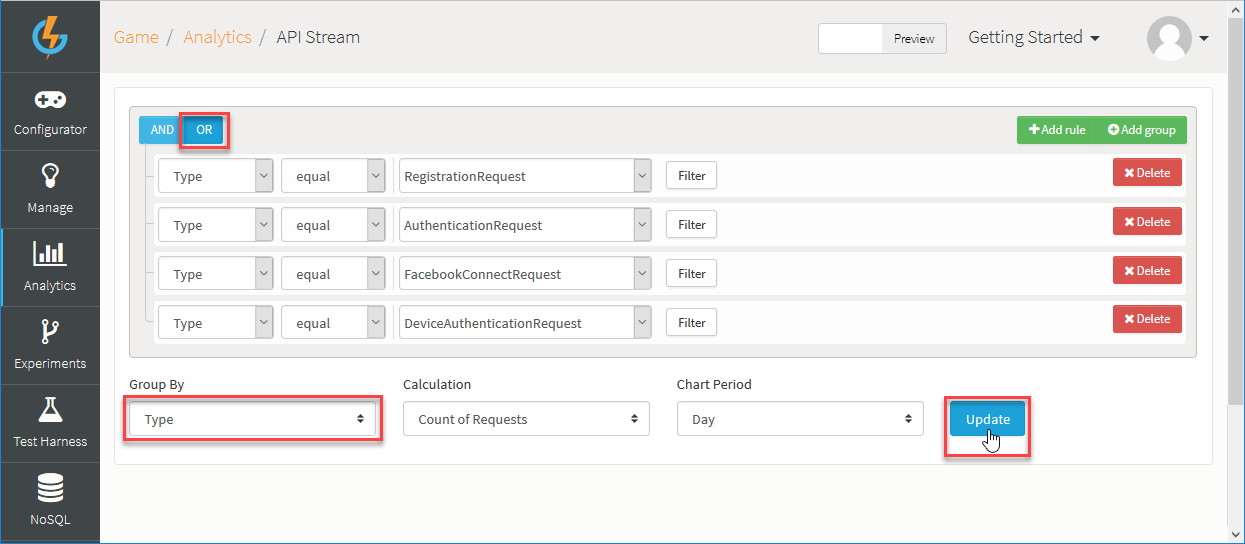 Game / Analytics / API Stream
Preview
Getting Started
Configurator
Manage
Analytics
Experiments
Test Harness
NoSQL
AND OR
Add rule Add group
Type equal RegistrationRequest Filter Delete
Type equal AuthenticationRequest Filter Delete
Type equal FacebookConnectRequest Filter Delete
Type equal DeviceAuthenticationRequest Filter Delete
Group By Calculation Chart Period
Type Count of Requests Day Update